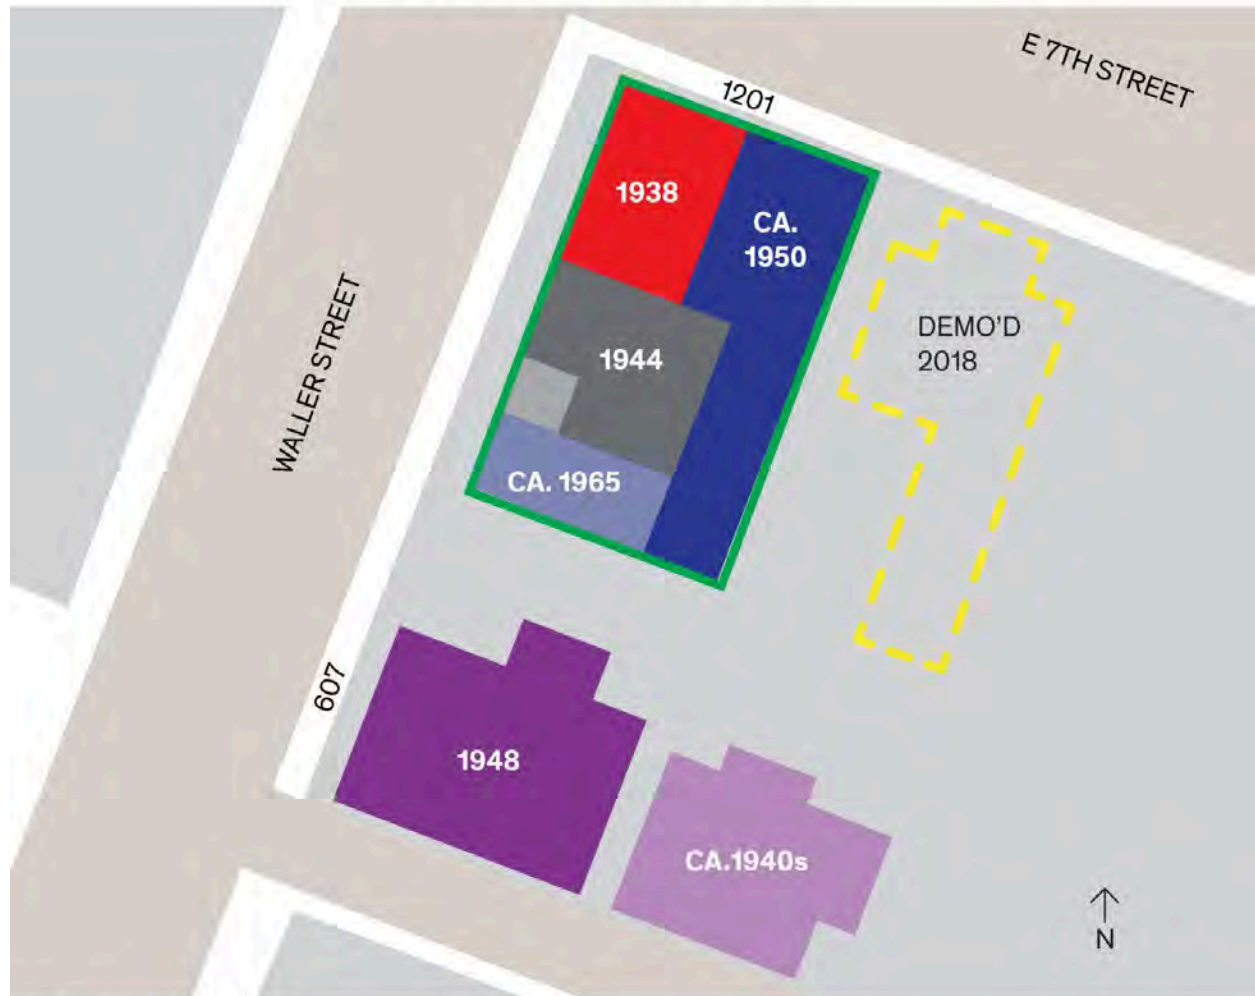 E 7TH STREET
1201
1938
CA.
1950
DEMO'D
2018
WALLER STREET
1944
CA. 1965
607
1948
CA.1940s
N